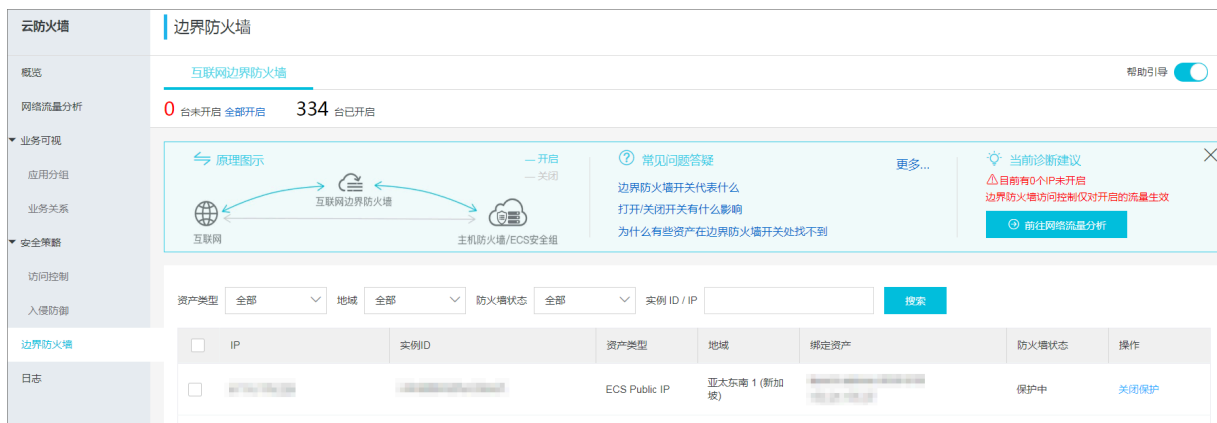 云防火墙
边界防火墙
概览
网络流量分析
业务可视
应用分组
业务关系
安全策略
访问控制
入侵防御
边界防火墙
日志
互联网边界防火墙
帮助引导
0 台未开启 全部开启 334 台已开启
原理图示
开启
关闭
互联网边界防火墙
互联网
主机防火墙/ECS安全组
常见问题答疑
更多...
边界防火墙开关代表什么
打开/关闭开关有什么影响
为什么有些资产在边界防火墙开关处找不到
当前诊断建议
目前有0个IP未开启
边界防火墙访问控制仅对开启的流量生效
前往网络流量分析
资产类型 全部 地域 全部 防火墙状态 全部 实例 ID / IP 搜索
IP 实例ID 资产类型 地域 绑定资产 防火墙状态 操作
ECS Public IP 亚太东南 1 (新加
坡) 保护中 关闭保护